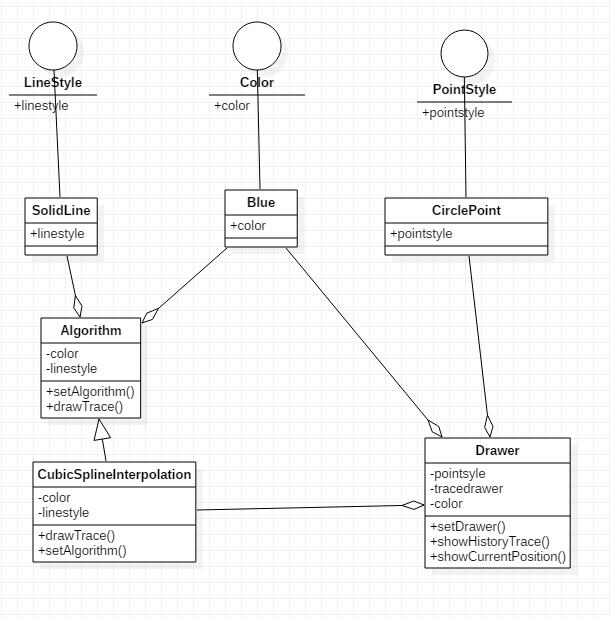 LineStyle
+linestyle
Color
+color
PointStyle
+pointstyle
SolidLine
+linestyle
Blue
+color
CirclePoint
+pointstyle
Algorithm
-color
-linestyle
+setAlgorithm()
+drawTrace()
CubicSplineInterpolation
-color
-linestyle
+drawTrace()
+setAlgorithm()
Drawer
-pointsyle
-tracedrawer
-color
+setDrawer()
+showHistoryTrace()
+showCurrentPosition()